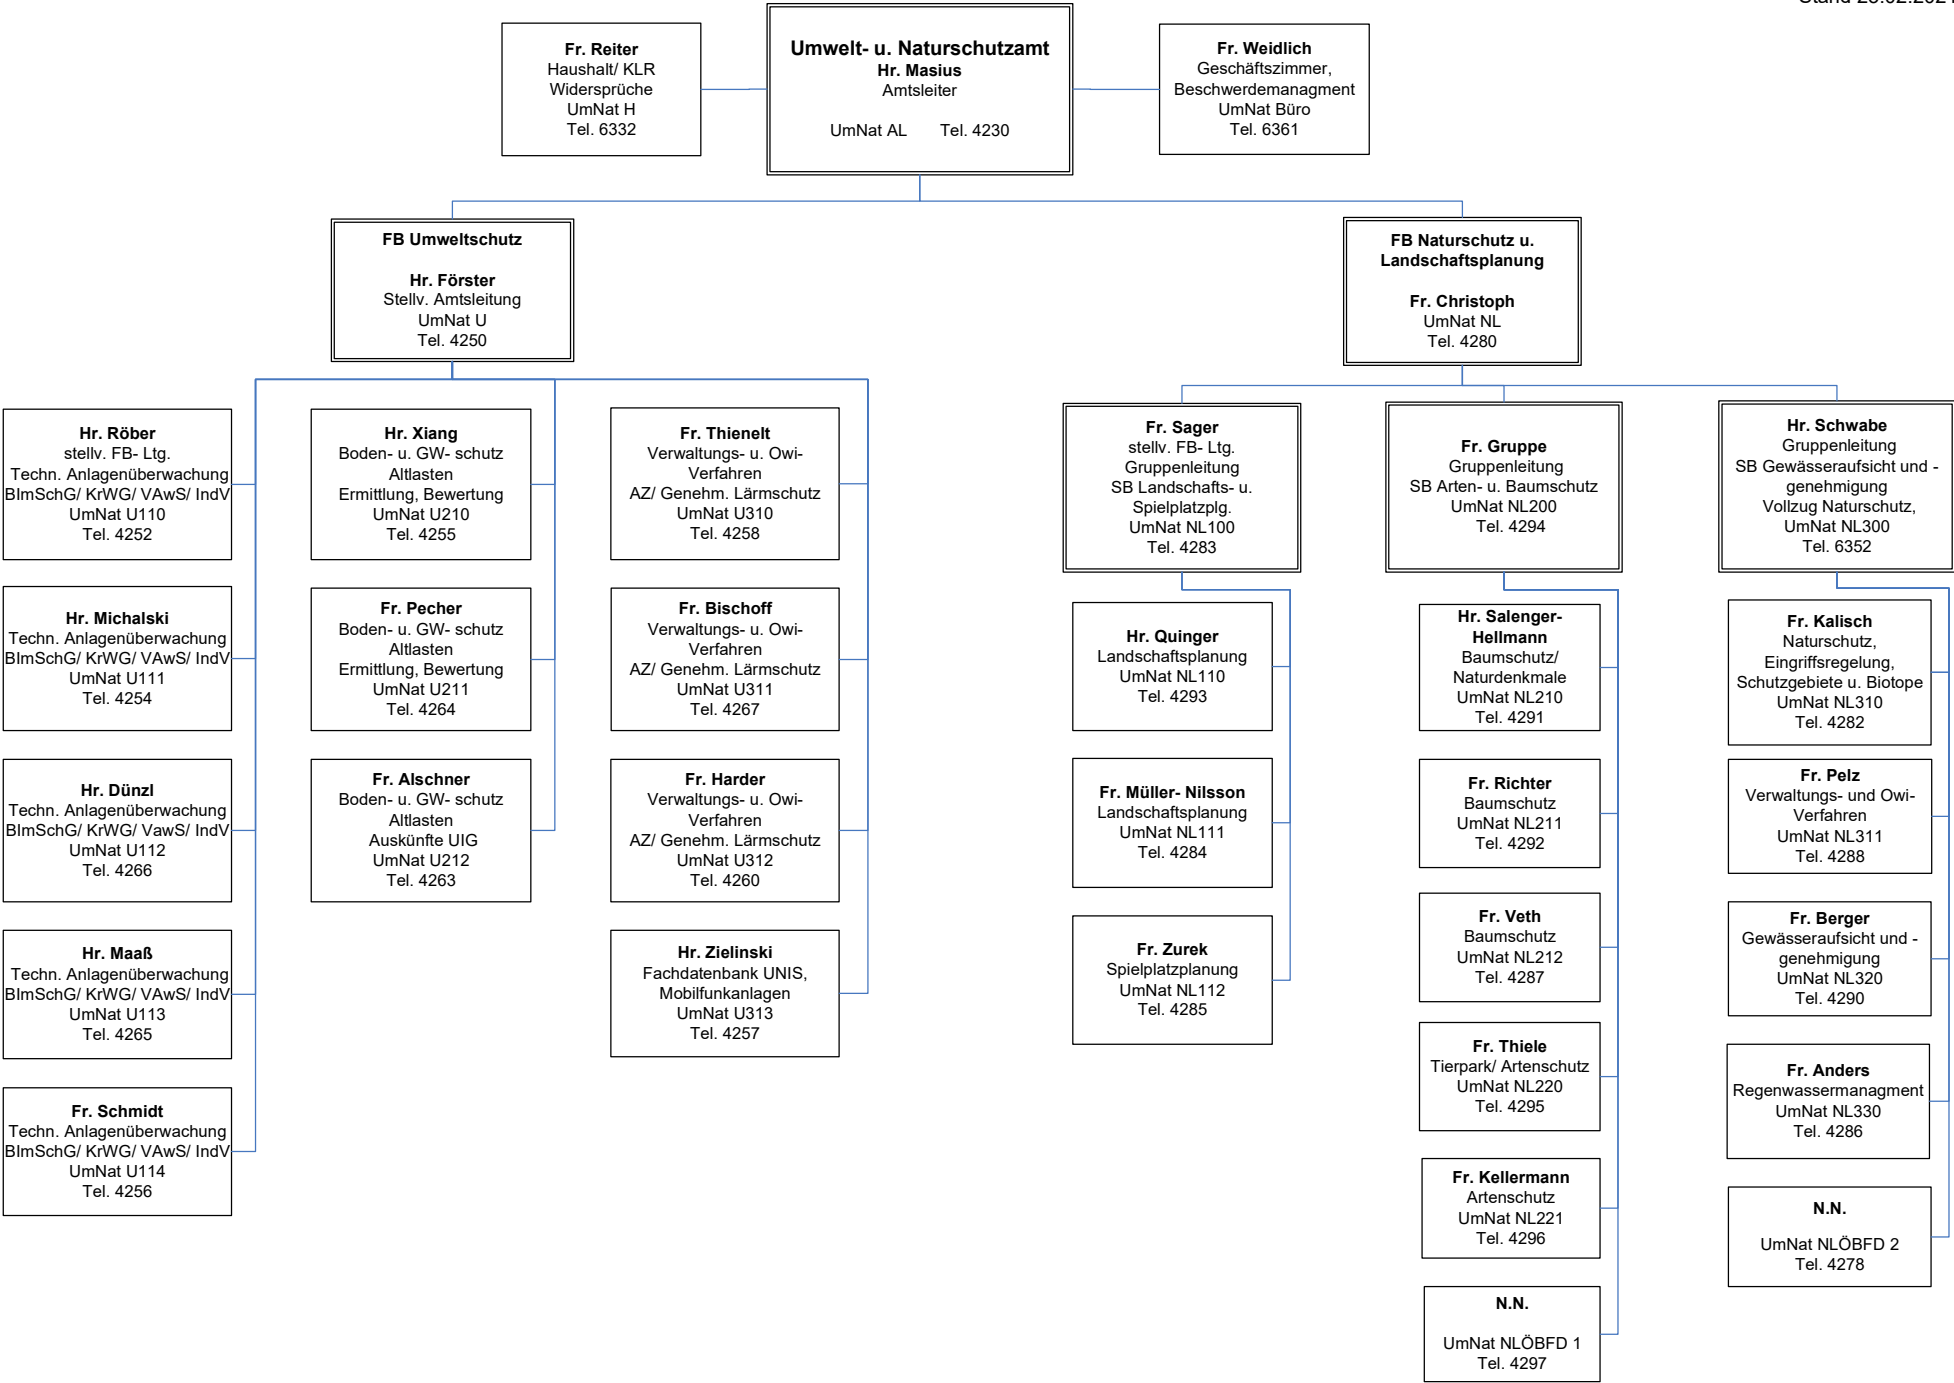 Fr. Reiter
Haushalt/ KLR
Widersprüche
UmNat H
Tel. 6332
Umwelt- u. Naturschutzamt
Hr. Masius
Amtsleiter
UmNat AL Tel. 4230
Fr. Weidlich
Geschäftszimmer,
Beschwerdemanagment
UmNat Büro
Tel. 6361
FB Umweltschutz
Hr. Förster
Stellv. Amtsleitung
UmNat U
Tel. 4250
FB Naturschutz u.
Landschaftsplanung
Fr. Christoph
UmNat NL
Tel. 4280
Hr. Röber
stellv. FB- Ltg.
Techn. Anlagenüberwachung
BImSchG/ KrWG/ VAwS/ IndV
UmNat U110
Tel. 4252
Hr. Michalski
Techn. Anlagenüberwachung
BImSchG/ KrWG/ VAwS/ IndV
UmNat U111
Tel. 4254
Hr. Dünzl
Techn. Anlagenüberwachung
BImSchG/ KrWG/ VawS/ IndV
UmNat U112
Tel. 4266
Hr. Maaß
Techn. Anlagenüberwachung
BImSchG/ KrWG/ VAwS/ IndV
UmNat U113
Tel. 4265
Fr. Schmidt
Techn. Anlagenüberwachung
BImSchG/ KrWG/ VAwS/ IndV
UmNat U114
Tel. 4256
Hr. Xiang
Boden- u. GW- schutz
Altlasten
Ermittlung, Bewertung
UmNat U210
Tel. 4255
Fr. Pecher
Boden- u. GW- schutz
Altlasten
Ermittlung, Bewertung
UmNat U211
Tel. 4264
Fr. Alschner
Boden- u. GW- schutz
Altlasten
Auskünfte UIG
UmNat U212
Tel. 4263
Fr. Thienelt
Verwaltungs- u. Owi-
Verfahren
AZ/ Genehm. Lärmschutz
UmNat U310
Tel. 4258
Fr. Bischoff
Verwaltungs- u. Owi-
Verfahren
AZ/ Genehm. Lärmschutz
UmNat U311
Tel. 4267
Fr. Harder
Verwaltungs- u. Owi-
Verfahren
AZ/ Genehm. Lärmschutz
UmNat U312
Tel. 4260
Hr. Zielinski
Fachdatenbank UNIS,
Mobilfunkanlagen
UmNat U313
Tel. 4257
Fr. Sager
stellv. FB- Ltg.
Gruppenleitung
SB Landschafts- u.
Spielplatzplg.
UmNat NL100
Tel. 4283
Hr. Quinger
Landschaftsplanung
UmNat NL110
Tel. 4293
Fr. Müller- Nilsson
Landschaftsplanung
UmNat NL111
Tel. 4284
Fr. Zurek
Spielplatzplanung
UmNat NL112
Tel. 4285
Fr. Gruppe
Gruppenleitung
SB Arten- u. Baumschutz
UmNat NL200
Tel. 4294
Hr. Salenger-
Hellmann
Baumschutz/
Naturdenkmale
UmNat NL210
Tel. 4291
Fr. Richter
Baumschutz
UmNat NL211
Tel. 4292
Fr. Veth
Baumschutz
UmNat NL212
Tel. 4287
Fr. Thiele
Tierpark/ Artenschutz
UmNat NL220
Tel. 4295
Fr. Kellermann
Artenschutz
UmNat NL221
Tel. 4296
N.N.
UmNat NLÖBFD 1
Tel. 4297
Hr. Schwabe
Gruppenleitung
SB Gewässeraufsicht und -
genehmigung
Vollzug Naturschutz,
UmNat NL300
Tel. 6352
Fr. Kalisch
Naturschutz,
Eingriffsregelung,
Schutzgebiete u. Biotope
UmNat NL310
Tel. 4282
Fr. Pelz
Verwaltungs- und Owi-
Verfahren
UmNat NL311
Tel. 4288
Fr. Berger
Gewässeraufsicht und -
genehmigung
UmNat NL320
Tel. 4290
Fr. Anders
Regenwassermanagment
UmNat NL330
Tel. 4286
N.N.
UmNat NLÖBFD 2
Tel. 4278